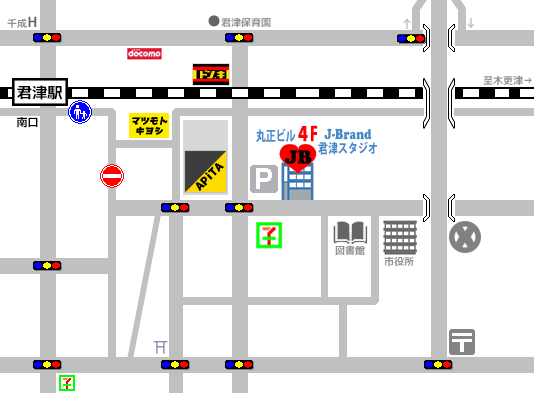 千成H
君津保育園
döcomo
ドンキ
君津駅
至木更津→
南口
マツモト
キヨシ
丸正ビル 4F J-Brand
君津スタジオ
JB
APiTA
P
図書館
市役所
〒